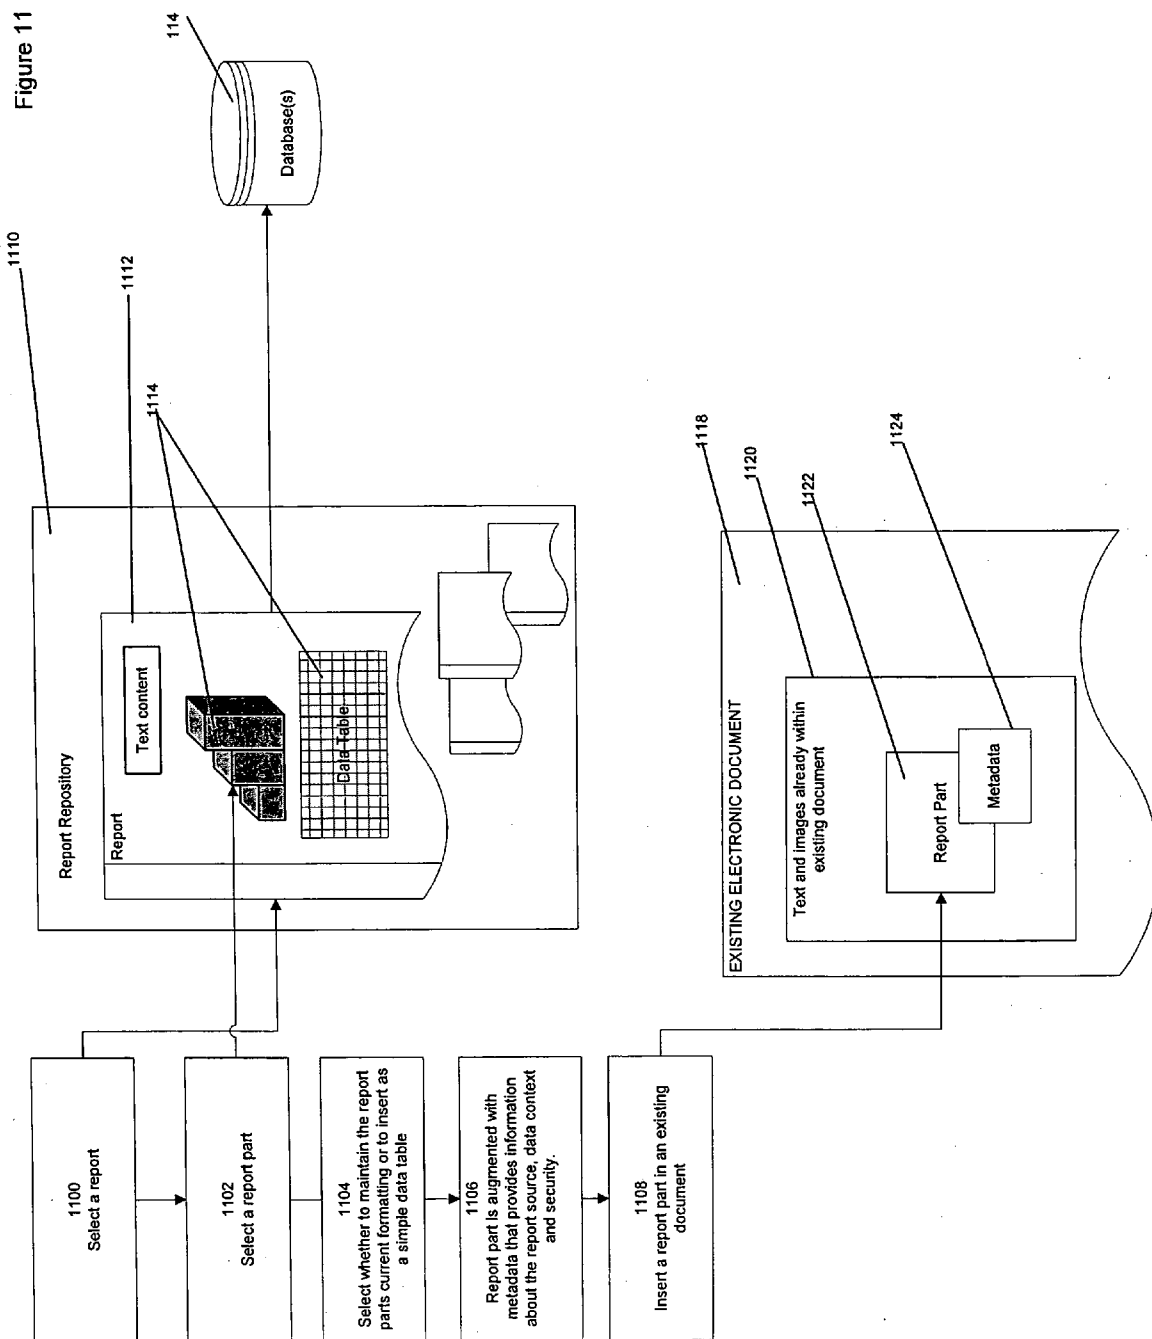 Figure 11
1100
Select a report
1102
Select a report part
1104
Select whether to maintain the report
parts current formatting or to insert as
a simple data table
1106
Report part is augmented with
metadata that provides information
about the report source, data context
and security.
1108
Insert a report part in an existing
document
Report Repository
Report
Text content
Data Table
1110
1112
1114
Database(s)
114
EXISTING ELECTRONIC DOCUMENT
Text and images already within
existing document
Report Part
Metadata
1118
1120
1122
1124